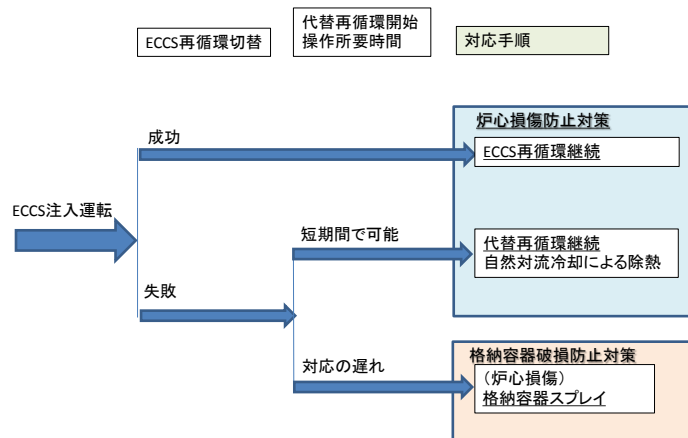 ECCS再循環切替
代替再循環開始
操作所要時間
対応手順
炉心損傷防止対策
成功
ECCS再循環継続
ECCS注入運転
短期間で可能
代替再循環継続
自然対流冷却による除熱
失敗
格納容器破損防止対策
対応の遅れ
(炉心損傷)
格納容器スプレイ